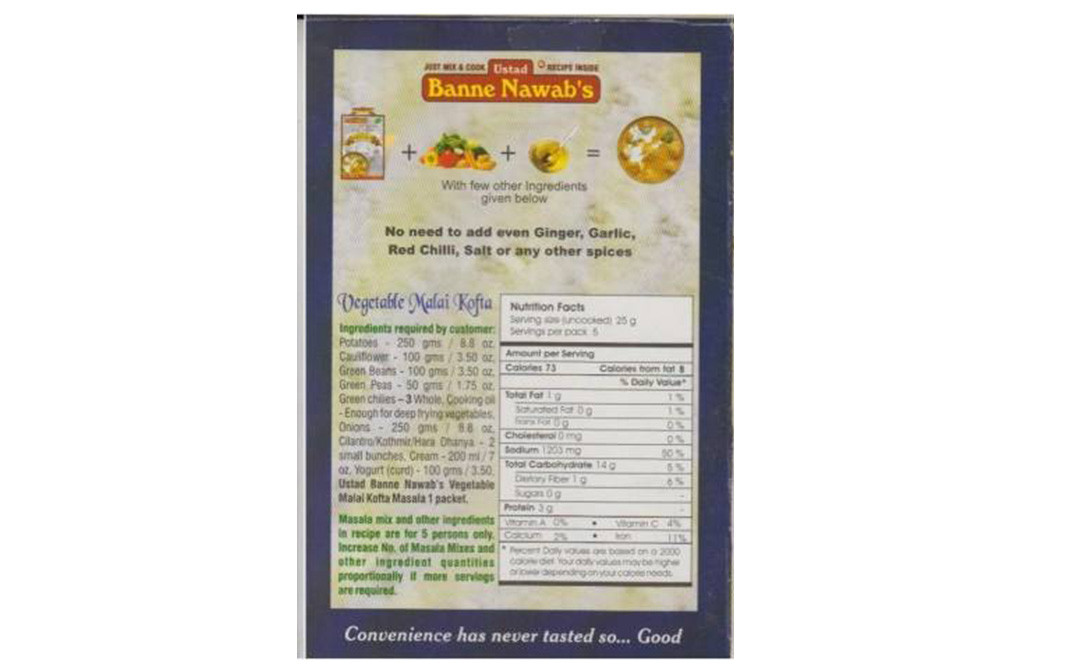 JUST MIX & COOK Ustad RECIPE INSIDE
Banne Nawab's
+ + =
With few other Ingredients
given below
No need to add even Ginger, Garlic,
Red Chilli, Salt or any other spices
Vegetable Malai Kofta
Ingredients required by customer:
Potatoes - 250 gms / 8.8 oz,
Cauliflower - 100 gms / 3.50 oz,
Green Beans - 100 gms / 3.50 oz,
Green Peas - 50 gms / 1.75 oz,
Green chilies – 3 Whole, Cooking oil
- Enough for deep frying vegetables,
Onions - 250 gms / 8.8 oz,
Cilantro/Kothmir/Hara Dhanya - 2
small bunches, Cream - 200 ml / 7
oz, Yogurt (curd) - 100 gms / 3.50,
Ustad Banne Nawab's Vegetable
Malai Kofta Masala 1 packet.
Masala mix and other ingredients
in recipe are for 5 persons only.
Increase No. of Masala Mixes and
other ingredient quantities
proportionally if more servings
are required.
Nutrition Facts
Serving size (uncooked) 25 g
Servings per pack 5
Amount per Serving
Calories 73 Calories from fat 8
% Daily Value*
Total Fat 1 g 1 %
Saturated Fat 0 g 1 %
Trans Fat 0 g 0 %
Cholesterol 0 mg 0 %
Sodium 1203 mg 50 %
Total Carbohydrate 14 g 5 %
Dietary Fiber 1 g 6 %
Sugars 0 g -
Protein 3 g -
Vitamin A 0% • Vitamin C 4%
Calcium 2% • Iron 11%
* Percent Daily values are based on a 2000
calorie diet. Your daily values may be higher
or lower depending on your calorie needs.
Convenience has never tasted so... Good